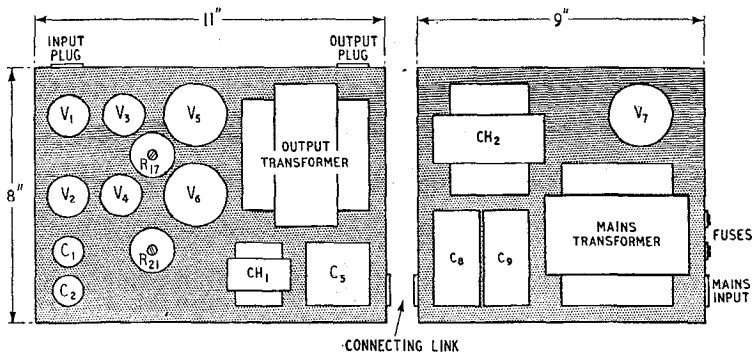 11"
9"
INPUT PLUG
OUTPUT PLUG
8"
V1 V3 V5
R17
V2 V4 V6
C1 R21
C2
OUTPUT TRANSFORMER
CH1 C5
CH2
V7
C8 C9
MAINS TRANSFORMER
FUSES
MAINS INPUT
CONNECTING LINK